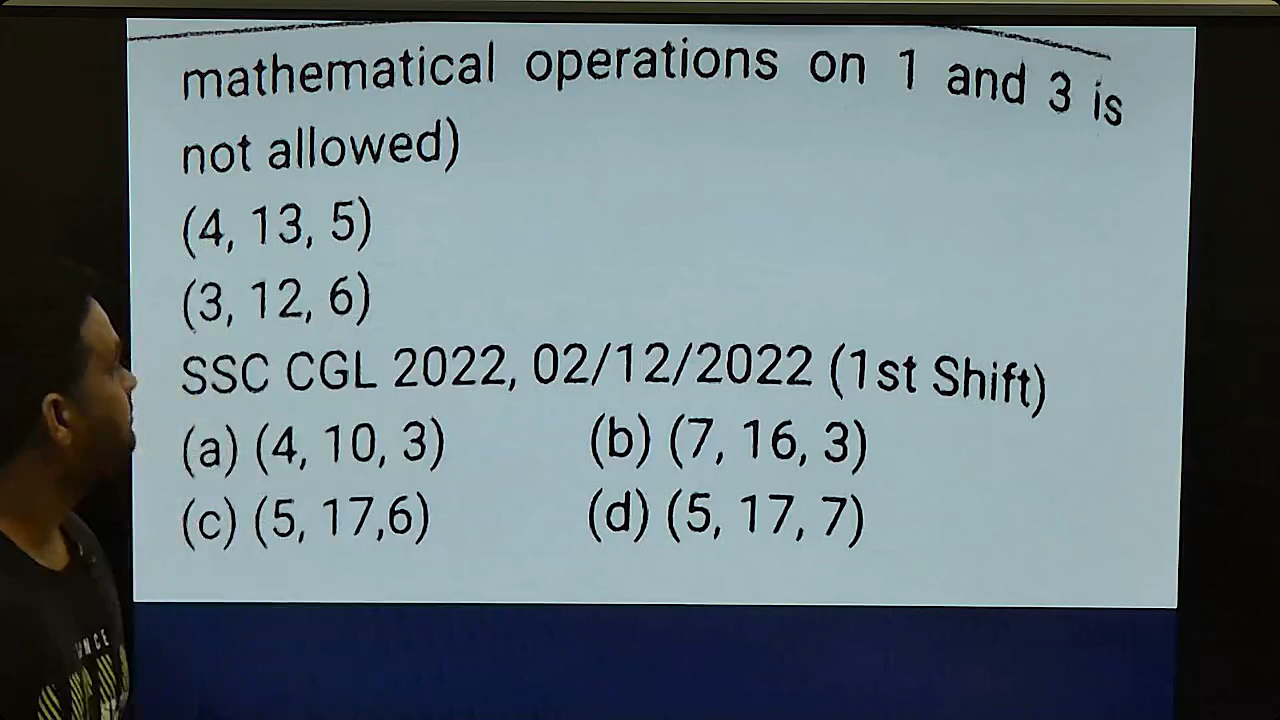 mathematical operations on 1 and 3 is
not allowed)
(4, 13, 5)
(3, 12, 6)
SSC CGL 2022, 02/12/2022 (1st Shift)
(a) (4, 10, 3) (b) (7, 16, 3)
(c) (5, 17,6) (d) (5, 17, 7)